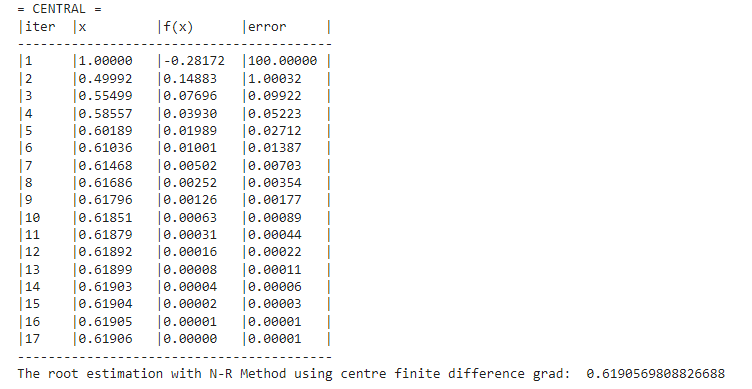 = CENTRAL =
|iter |x |f(x) |error |
----------------------------------------
|1 |1.00000 |-0.28172 |100.00000 |
|2 |0.49992 |0.14883 |1.00032 |
|3 |0.55499 |0.07696 |0.09922 |
|4 |0.58557 |0.03930 |0.05223 |
|5 |0.60189 |0.01989 |0.02712 |
|6 |0.61036 |0.01001 |0.01387 |
|7 |0.61468 |0.00502 |0.00703 |
|8 |0.61686 |0.00252 |0.00354 |
|9 |0.61796 |0.00126 |0.00177 |
|10 |0.61851 |0.00063 |0.00089 |
|11 |0.61879 |0.00031 |0.00044 |
|12 |0.61892 |0.00016 |0.00022 |
|13 |0.61899 |0.00008 |0.00011 |
|14 |0.61903 |0.00004 |0.00006 |
|15 |0.61904 |0.00002 |0.00003 |
|16 |0.61905 |0.00001 |0.00001 |
|17 |0.61906 |0.00000 |0.00001 |
----------------------------------------
The root estimation with N-R Method using centre finite difference grad: 0.6190569808826688